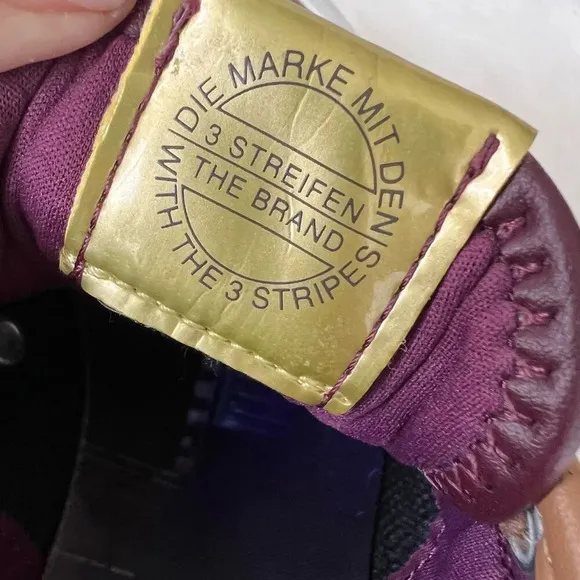 DIE MARKE MIT DEN
3 STREIFEN
THE BRAND
WITH THE 3 STRIPES